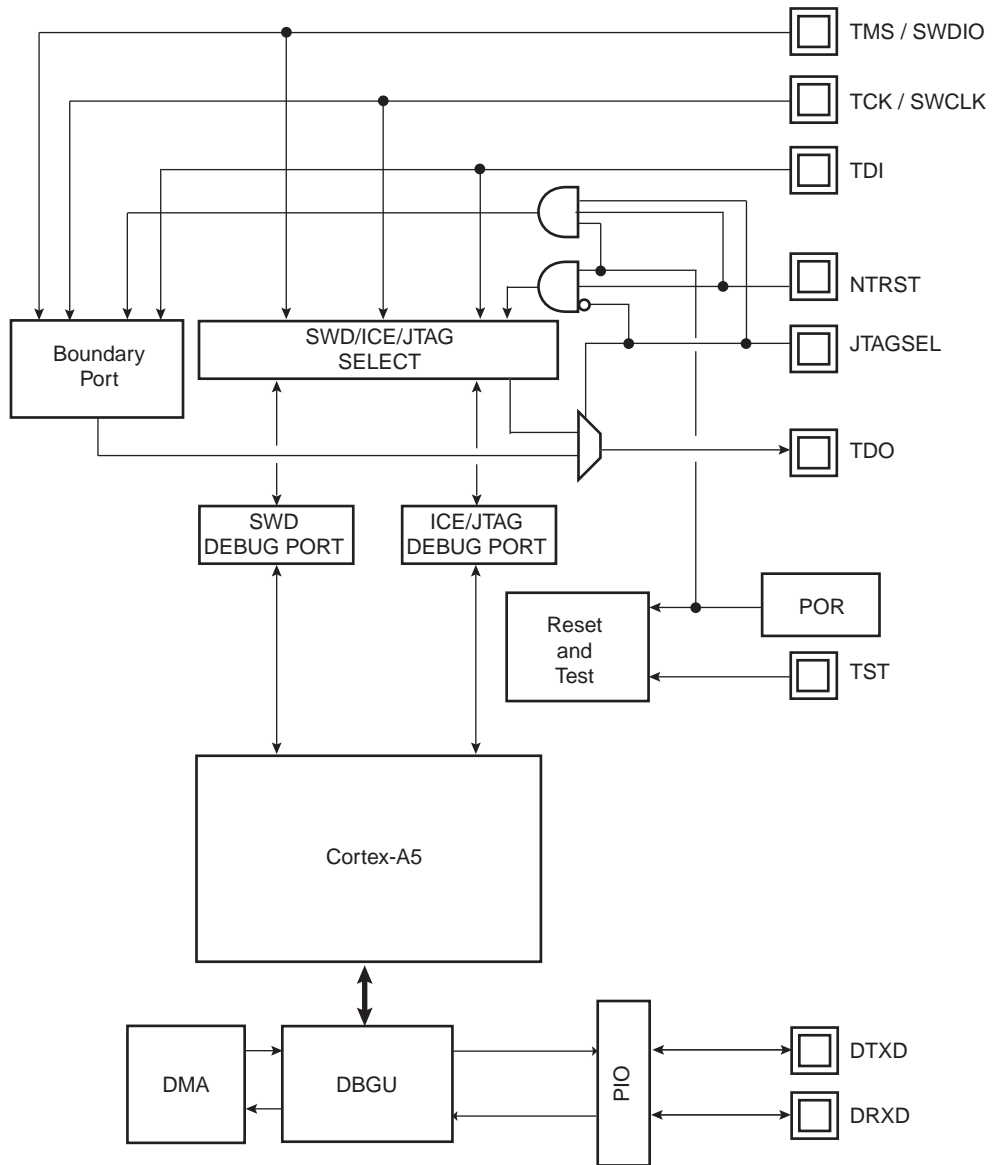 TMS / SWDIO
TCK / SWCLK
TDI
NTRST
JTAGSEL
Boundary
Port
SWD/ICE/JTAG
SELECT
TDO
SWD
DEBUG PORT
ICE/JTAG
DEBUG PORT
POR
Reset
and
Test
TST
Cortex-A5
DMA
DBGU
PIO
DTXD
DRXD